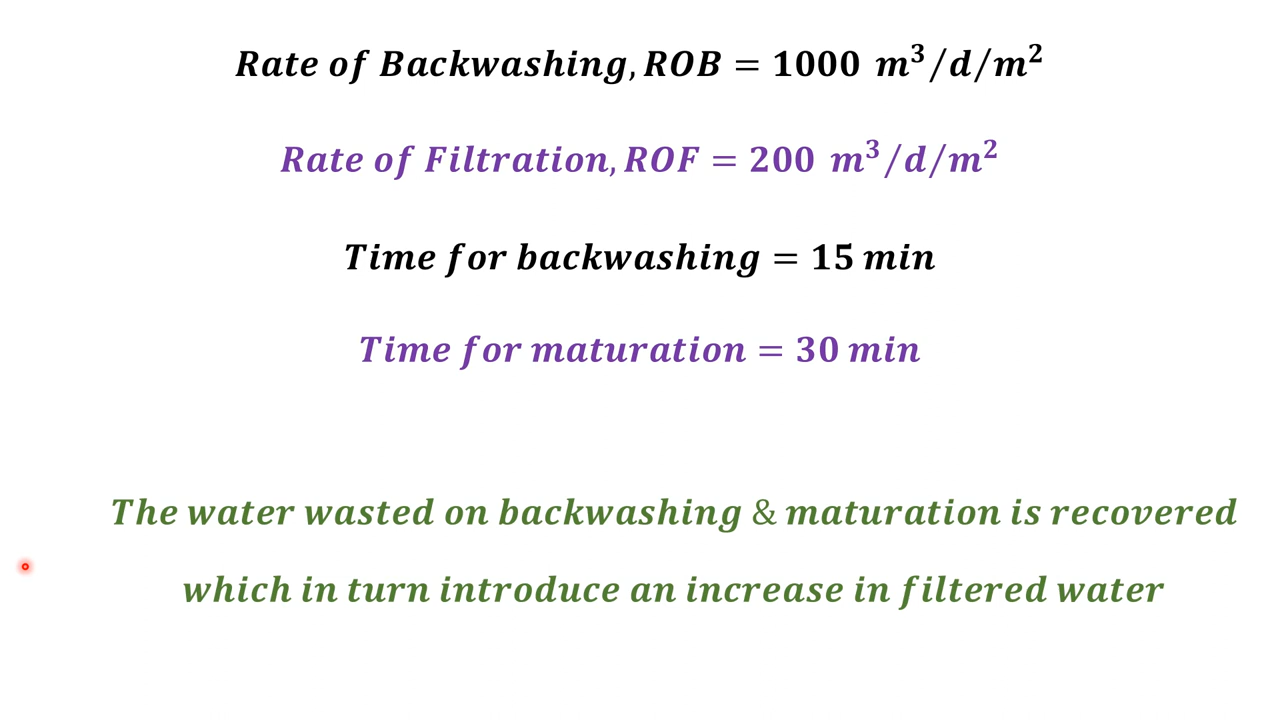 Rate of Backwashing, ROB = 1000 m³/d/m²
Rate of Filtration, ROF = 200 m³/d/m²
Time for backwashing = 15 min
Time for maturation = 30 min
The water wasted on backwashing & maturation is recovered
which in turn introduce an increase in filtered water